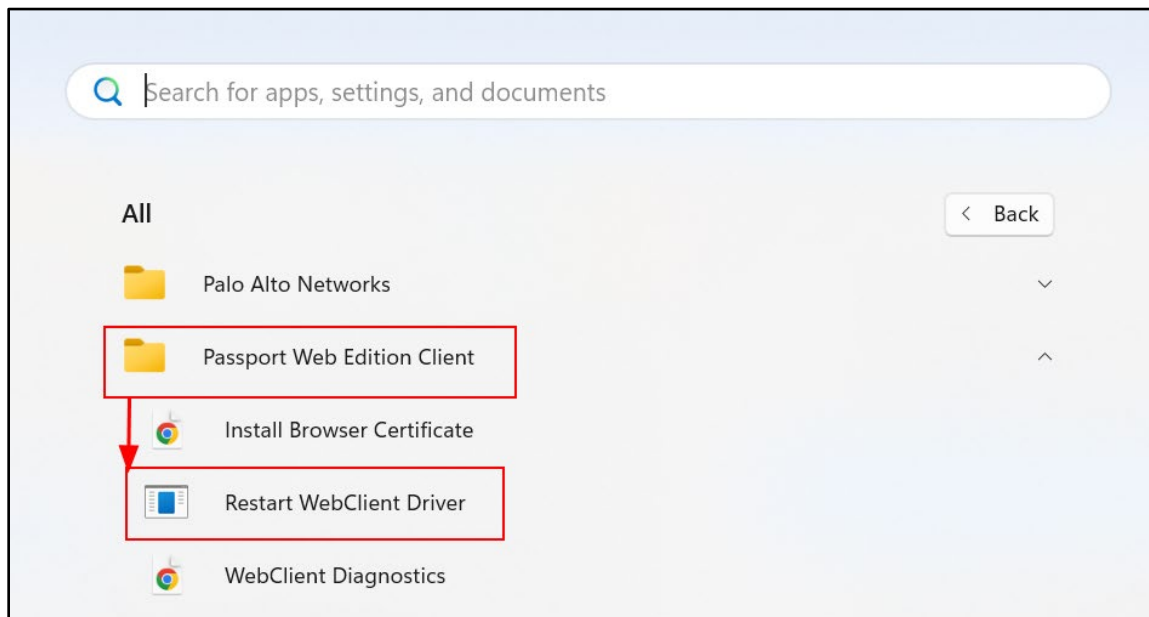 Search for apps, settings, and documents
All
Back
Palo Alto Networks
Passport Web Edition Client
Install Browser Certificate
Restart WebClient Driver
WebClient Diagnostics